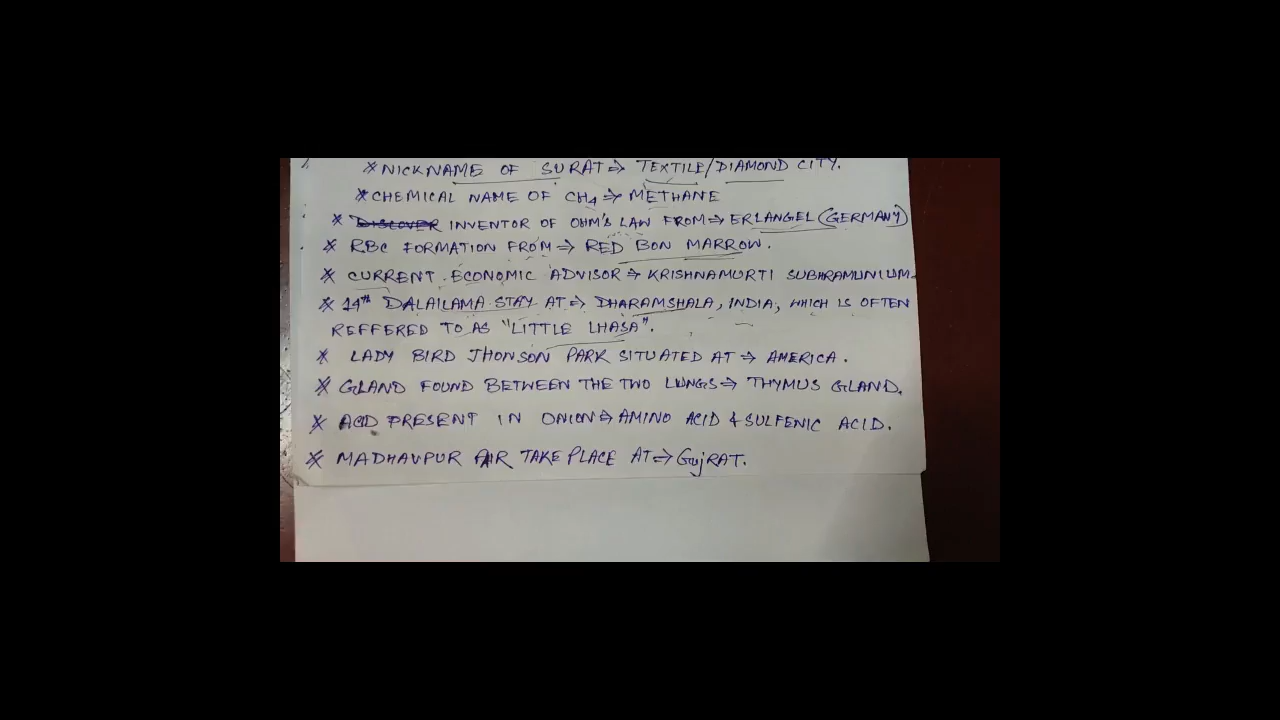 * NICKNAME OF SURAT ⇒ TEXTILE/DIAMOND CITY.
* CHEMICAL NAME OF CH4 ⇒ METHANE
* DISCOVER INVENTOR OF OHM'S LAW FROM ⇒ ERLANGEL (GERMANY)
* RBC FORMATION FROM ⇒ RED BON MARROW.
* CURRENT ECONOMIC ADVISOR ⇒ KRISHNAMURTI SUBHRAMUNIUM.
* 14th DALAILAMA STAY AT ⇒ DHARAMSHALA, INDIA, WHICH IS OFTEN
REFFERED TO AS "LITTLE LHASA".
* LADY BIRD JHONSON PARK SITUATED AT ⇒ AMERICA.
* GLAND FOUND BETWEEN THE TWO LUNGS ⇒ THYMUS GLAND.
* ACID PRESENT IN ONION ⇒ AMINO ACID & SULFENIC ACID.
* MADHAVPUR FAIR TAKE PLACE AT ⇒ GujRAT.